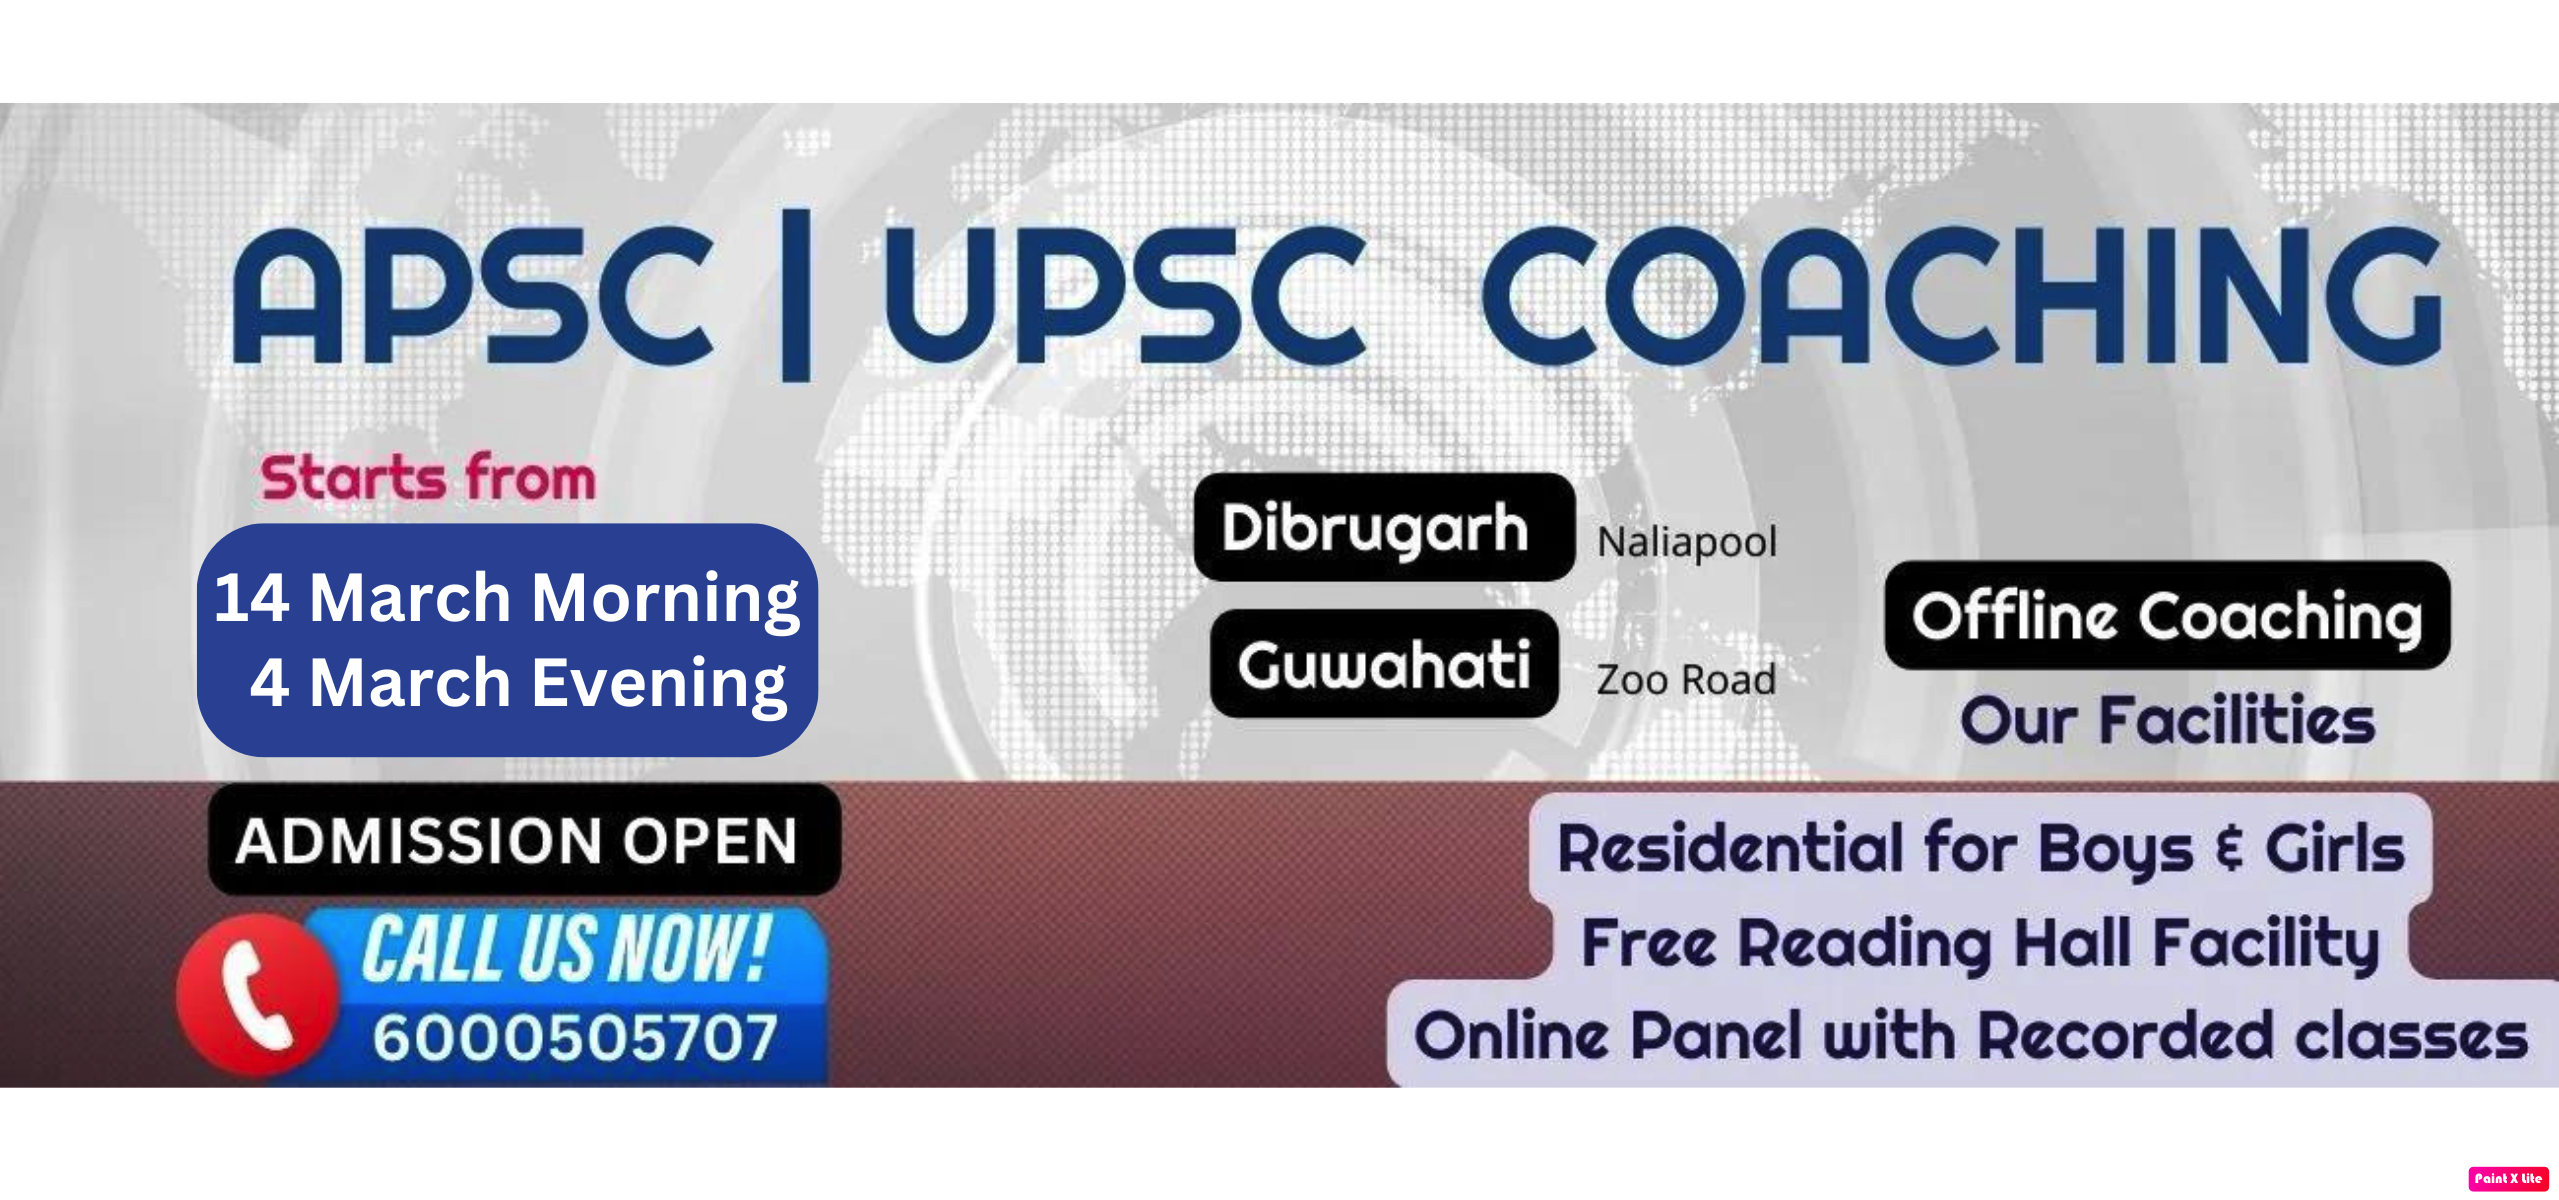 APSC | UPSC COACHING
Starts from
14 March Morning
4 March Evening
Dibrugarh Naliapool
Guwahati Zoo Road
Offline Coaching
Our Facilities
ADMISSION OPEN
CALL US NOW!
6000505707
Residential for Boys & Girls
Free Reading Hall Facility
Online Panel with Recorded classes
Paint X Lite